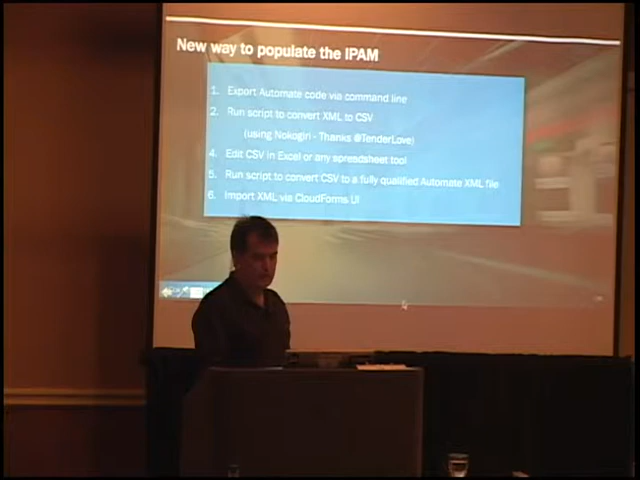 New way to populate the IPAM
1. Export Automate code via command line
2. Run script to convert XML to CSV
(using Nokogiri - Thanks @TenderLove)
4. Edit CSV in Excel or any spreadsheet tool
5. Run script to convert CSV to a fully qualified Automate XML file
6. Import XML via CloudForms UI